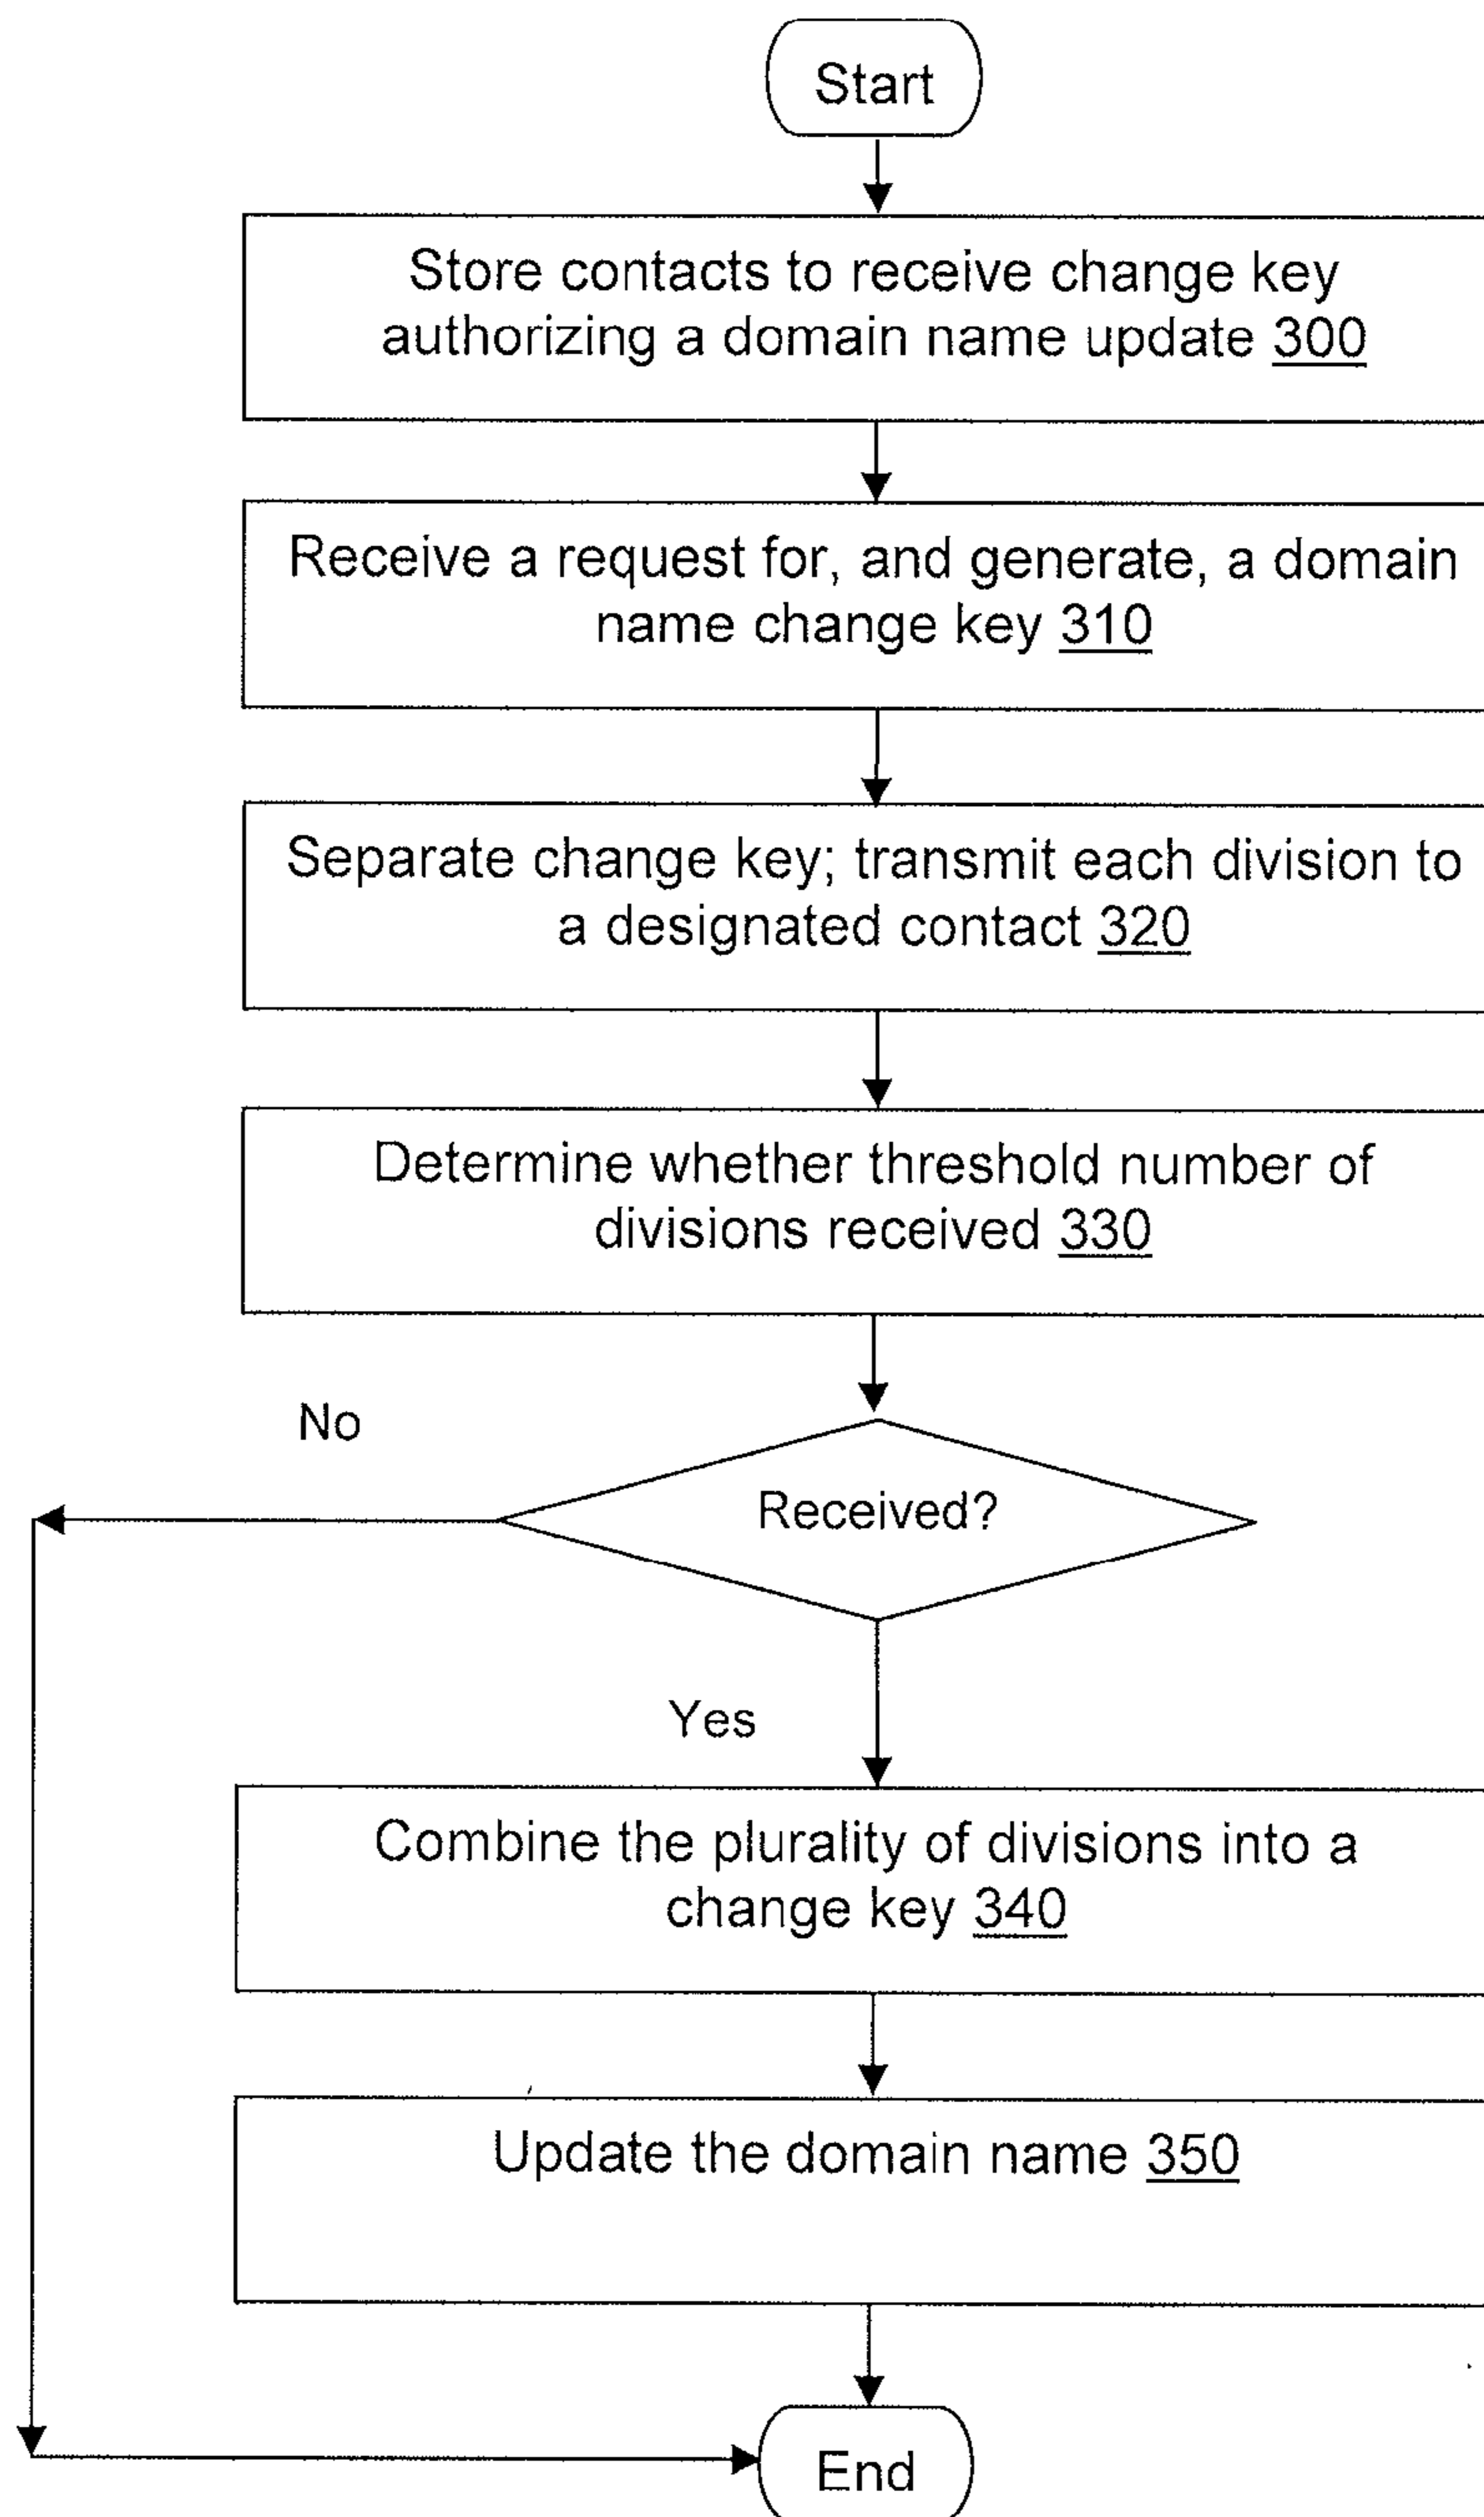 Start
Store contacts to receive change key
authorizing a domain name update 300
Receive a request for, and generate, a domain
name change key 310
Separate change key; transmit each division to
a designated contact 320
Determine whether threshold number of
divisions received 330
No
Received?
Yes
Combine the plurality of divisions into a
change key 340
Update the domain name 350
End